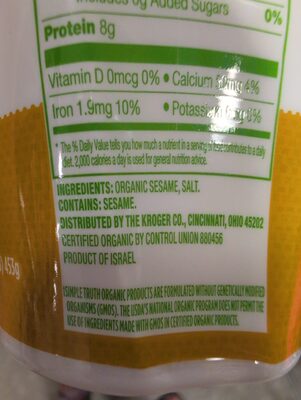 Includes 0g Added Sugars
0%
Protein 8g
Vitamin D 0mcg 0% • Calcium 4%
Iron 1.9mg 10% • Potassium
* The % Daily Value tells you how much a nutrient in a serving of food contributes to a daily
diet. 2,000 calories a day is used for general nutrition advice.
INGREDIENTS: ORGANIC SESAME, SALT.
CONTAINS: SESAME.
DISTRIBUTED BY THE KROGER CO., CINCINNATI, OHIO 45202
CERTIFIED ORGANIC BY CONTROL UNION 880456
PRODUCT OF ISRAEL
) 453g
SIMPLE TRUTH ORGANIC PRODUCTS ARE FORMULATED WITHOUT GENETICALLY MODIFIED
ORGANISMS (GMOS). THE USDA'S NATIONAL ORGANIC PROGRAM DOES NOT PERMIT THE
USE OF INGREDIENTS MADE WITH GMOS IN CERTIFIED ORGANIC PRODUCTS.